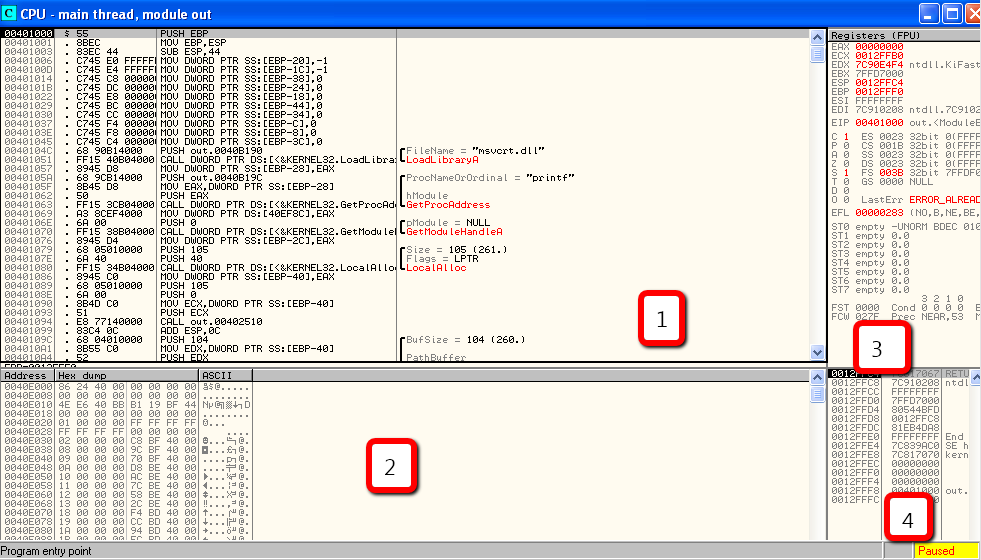 CPU - main thread, module out
00401000 $ 55 PUSH EBP
00401001 . 8BEC MOV EBP,ESP
00401003 . 83EC 44 SUB ESP,44
00401006 . C745 E0 FFFFFF MOV DWORD PTR SS:[EBP-20],-1
0040100D . C745 E4 FFFFFF MOV DWORD PTR SS:[EBP-1C],-1
00401014 . C745 C8 000000 MOV DWORD PTR SS:[EBP-38],0
0040101B . C745 DC 000000 MOV DWORD PTR SS:[EBP-24],0
00401022 . C745 E8 000000 MOV DWORD PTR SS:[EBP-18],0
00401029 . C745 BC 000000 MOV DWORD PTR SS:[EBP-44],0
00401030 . C745 CC 000000 MOV DWORD PTR SS:[EBP-34],0
00401037 . C745 F4 000000 MOV DWORD PTR SS:[EBP-C],0
0040103E . C745 F8 000000 MOV DWORD PTR SS:[EBP-8],0
00401045 . C745 C4 000000 MOV DWORD PTR SS:[EBP-3C],0
0040104C . 68 90B14000 PUSH out.0040B190 FileName = "msvcrt.dll"
00401051 . FF15 40B04000 CALL DWORD PTR DS:[<&KERNEL32.LoadLibra LoadLibraryA
00401057 . 8945 D8 MOV DWORD PTR SS:[EBP-28],EAX
0040105A . 68 9CB14000 PUSH out.0040B19C ProcNameOrOrdinal = "printf"
0040105F . 8B45 D8 MOV EAX,DWORD PTR SS:[EBP-28]
00401062 . 50 PUSH EAX hModule
00401063 . FF15 3CB04000 CALL DWORD PTR DS:[<&KERNEL32.GetProcAd GetProcAddress
00401069 . A3 8CEF4000 MOV DWORD PTR DS:[40EF8C],EAX
0040106E . 6A 00 PUSH 0 pModule = NULL
00401070 . FF15 38B04000 CALL DWORD PTR DS:[<&KERNEL32.GetModule GetModuleHandleA
00401076 . 8945 D4 MOV DWORD PTR SS:[EBP-2C],EAX
00401079 . 68 05010000 PUSH 105 Size = 105 (261.)
0040107E . 6A 40 PUSH 40 Flags = LPTR
00401080 . FF15 34B04000 CALL DWORD PTR DS:[<&KERNEL32.LocalAllo LocalAlloc
00401086 . 8945 C0 MOV DWORD PTR SS:[EBP-40],EAX
00401089 . 68 05010000 PUSH 105
0040108E . 6A 00 PUSH 0
00401090 . 8B4D C0 MOV ECX,DWORD PTR SS:[EBP-40]
00401093 . 51 PUSH ECX
00401094 . E8 77140000 CALL out.00402510
00401099 . 83C4 0C ADD ESP,0C
0040109C . 68 04010000 PUSH 104 BufSize = 104 (260.)
004010A1 . 8B55 C0 MOV EDX,DWORD PTR SS:[EBP-40]
004010A4 . 52 PUSH EDX PathBuffer
1
Registers (FPU)
EAX 00000000
ECX 0012FFB0
EDX 7C90E4F4 ntdll.KiFast
EBX 7FFD7000
ESP 0012FFC4
EBP 0012FFF0
ESI FFFFFFFF
EDI 7C910208 ntdll.7C9102
EIP 00401000 out.<ModuleE
C 1 ES 0023 32bit 0(FFFF
P 0 CS 001B 32bit 0(FFFF
A 0 SS 0023 32bit 0(FFFF
Z 0 DS 0023 32bit 0(FFFF
S 1 FS 003B 32bit 7FFDF0
T 0 GS 0000 NULL
D 0
O 0 LastErr ERROR_ALREAD
EFL 00000283 (NO,B,NE,BE,
ST0 empty -UNORM BDEC 010
ST1 empty 0.0
ST2 empty 0.0
ST3 empty 0.0
ST4 empty 0.0
ST5 empty 0.0
ST6 empty 0.0
ST7 empty 0.0
3 2 1 0
FST 0000 Cond 0 0 0 0
FCW 027F Prec NEAR,53
3
Address Hex dump ASCII
0040E000 86 24 40 00 00 00 00 00
0040E010 4E E6 40 BB B1 19 BF 44
0040E018 00 00 00 00 00 00 00 00
0040E020 01 00 00 00 FF FF FF FF
0040E028 FF FF FF FF 00 00 00 00
0040E030 02 00 00 00 C8 BF 40 00
0040E038 08 00 00 00 9C BF 40 00
0040E040 09 00 00 00 70 BF 40 00
0040E048 0A 00 00 00 D8 BE 40 00
0040E050 10 00 00 00 AC BE 40 00
0040E058 11 00 00 00 7C BE 40 00
0040E060 12 00 00 00 58 BE 40 00
0040E068 13 00 00 00 2C BE 40 00
0040E070 18 00 00 00 F4 BD 40 00
0040E078 19 00 00 00 CC BD 40 00
0040E080 1A 00 00 00 94 BD 40 00
2
0012FFC4 7C817067 RETU
0012FFC8 7C910208 ntdl
0012FFCC FFFFFFFF
0012FFD0 7FFD7000
0012FFD4 80544BFD
0012FFD8 0012FFC8
0012FFDC 81EB4DA8
0012FFE0 FFFFFFFF End
0012FFE4 7C839AC0 SE h
0012FFE8 7C817070 kern
0012FFEC 00000000
0012FFF0 00000000
0012FFF4 00000000
0012FFF8 00401000 out.
0012FFFC
4
Program entry point
Paused